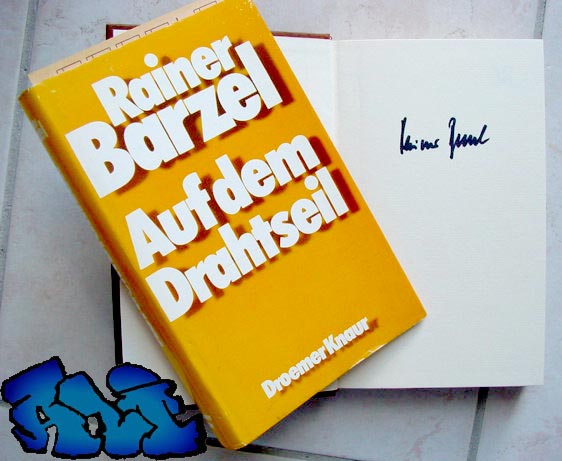 Rainer
Barzel
Auf dem
Drahtseil
Droemer Knaur